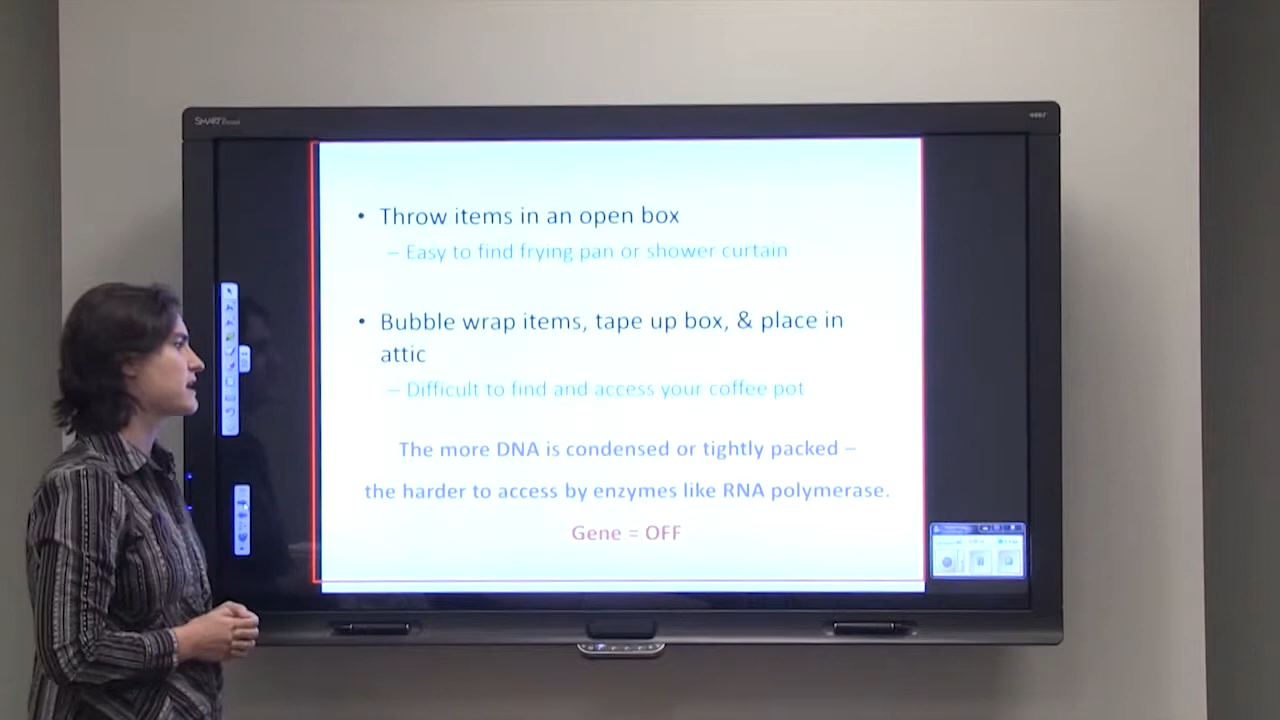 SMART
• Throw items in an open box
– Easy to find frying pan or shower curtain
• Bubble wrap items, tape up box, & place in
attic
– Difficult to find and access your coffee pot
The more DNA is condensed or tightly packed –
the harder to access by enzymes like RNA polymerase.
Gene = OFF